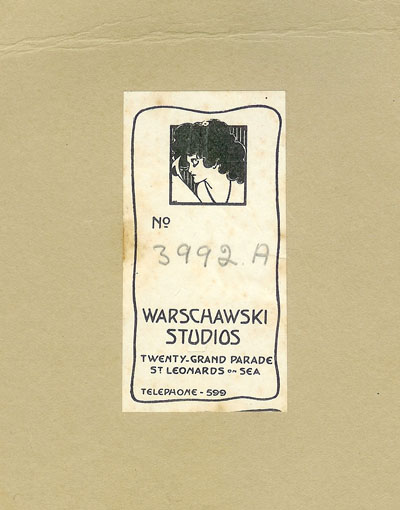 Nº
3992.A
WARSCHAWSKI
STUDIOS
TWENTY-GRAND PARADE
ST LEONARDS ON SEA
TELEPHONE - 599